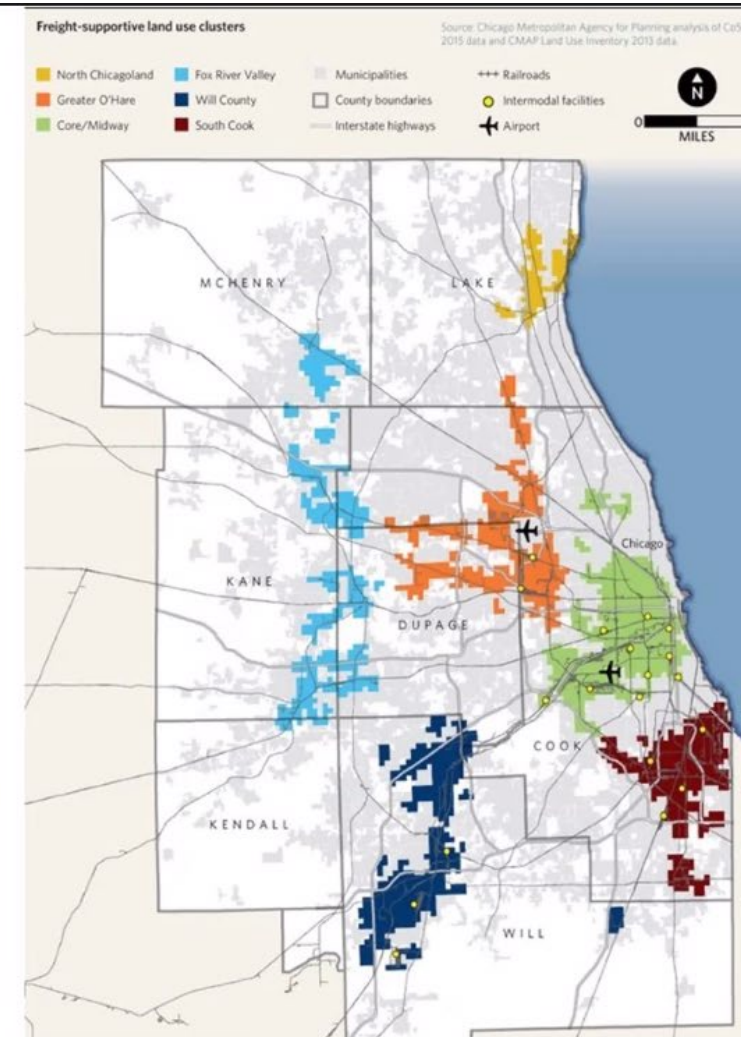 Freight-supportive land use clusters
Source: Chicago Metropolitan Agency for Planning analysis of CoS
2015 data and CMAP Land Use Inventory 2013 data.
North Chicagoland
Fox River Valley
Municipalities
Railroads
Greater O'Hare
Will County
County boundaries
Intermodal facilities
Core/Midway
South Cook
Interstate highways
Airport
N
0
MILES
MCHENRY
LAKE
Chicago
KANE
DUPAGE
COOK
KENDALL
WILL